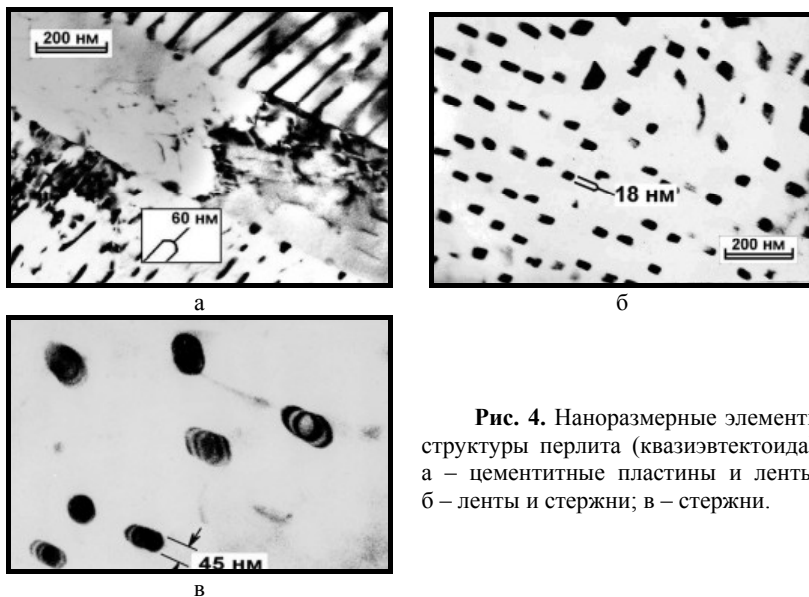 200 нм
60 нм
а
18 нм
200 нм
б
45 нм
в
Рис. 4. Наноразмерные элемент
структуры перлита (квазиэвтектоида
а – цементитные пластины и ленты
б – ленты и стержни; в – стержни.